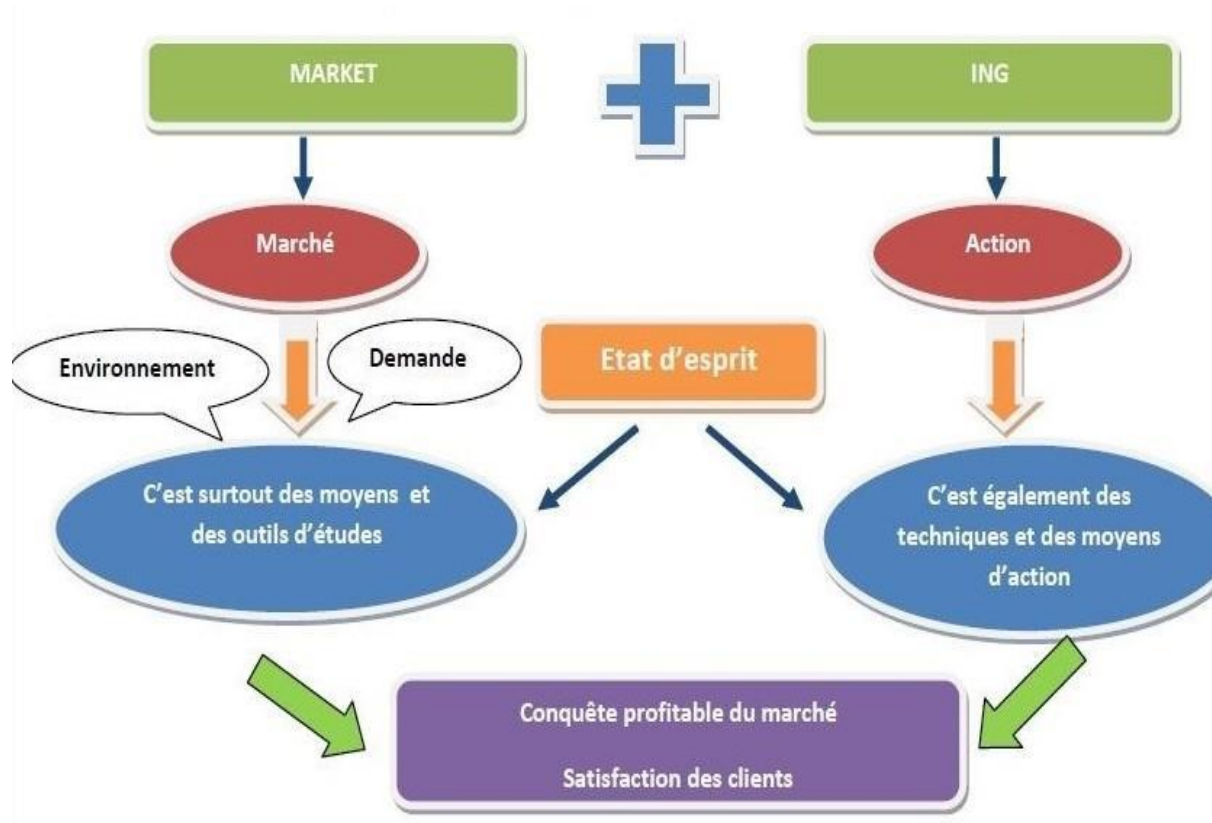 MARKET
ING
Marché
Action
Environnement
Demande
Etat d'esprit
C'est surtout des moyens et
des outils d'études
C'est également des
techniques et des moyens
d'action
Conquête profitable du marché
Satisfaction des clients